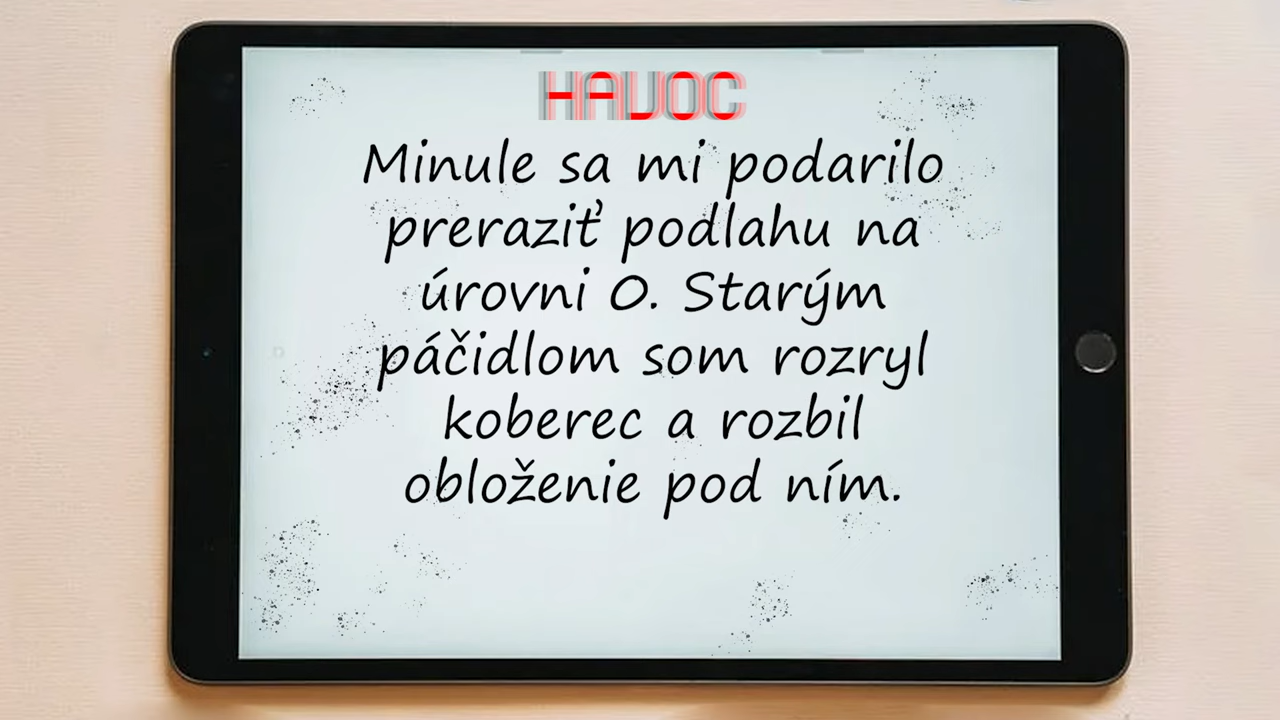 HAVOC
Minule sa mi podarilo
preraziť podlahu na
úrovni 0. Starým
páčidlom som rozryl
koberec a rozbil
obloženie pod ním.